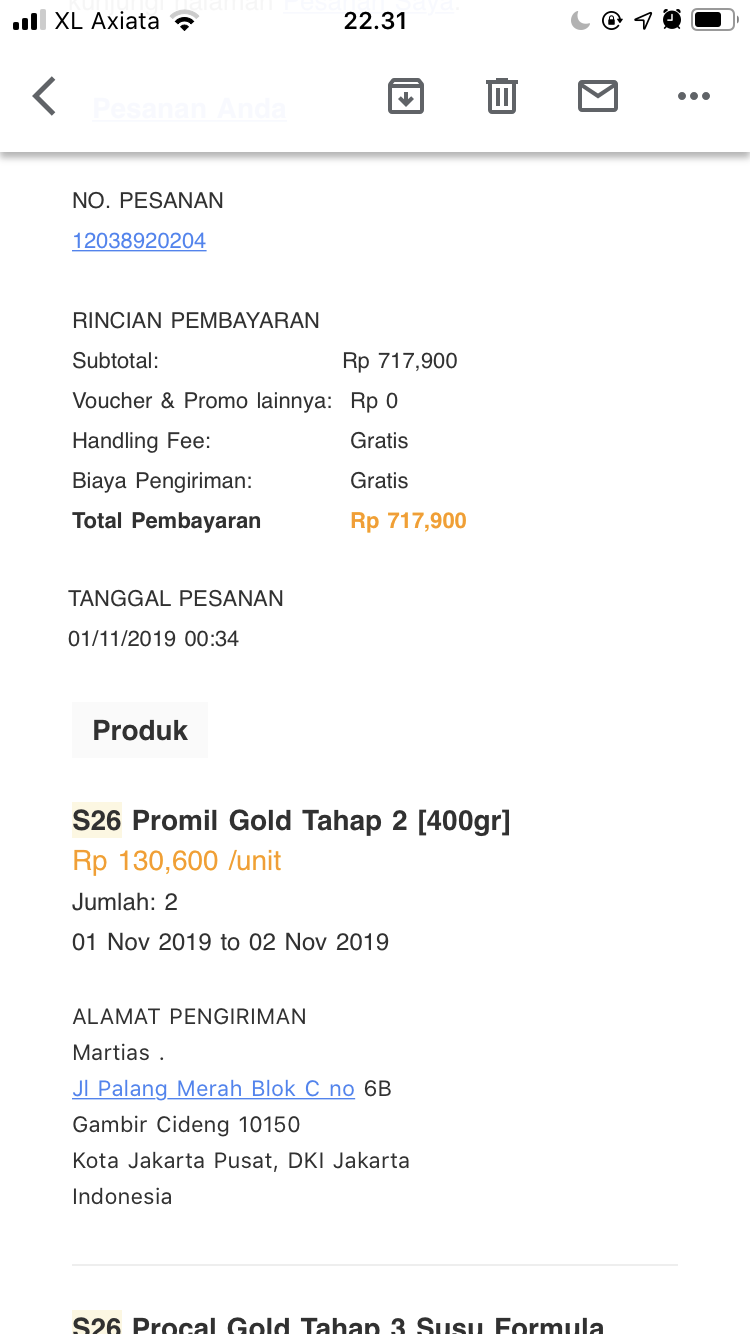 kunjungi halaman Pesanan Saya.
XL Axiata
22.31
Pesanan Anda
NO. PESANAN
12038920204
RINCIAN PEMBAYARAN
Subtotal: Rp 717,900
Voucher & Promo lainnya: Rp 0
Handling Fee: Gratis
Biaya Pengiriman: Gratis
Total Pembayaran Rp 717,900
TANGGAL PESANAN
01/11/2019 00:34
Produk
S26 Promil Gold Tahap 2 [400gr]
Rp 130,600 /unit
Jumlah: 2
01 Nov 2019 to 02 Nov 2019
ALAMAT PENGIRIMAN
Martias .
Jl Palang Merah Blok C no 6B
Gambir Cideng 10150
Kota Jakarta Pusat, DKI Jakarta
Indonesia
S26 Procal Gold Tahap 3 Susu Formula